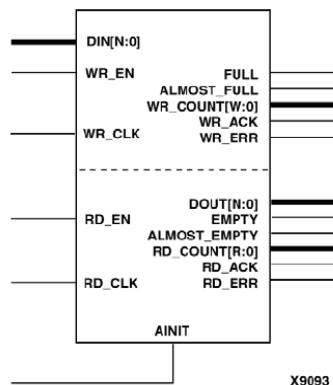 DIN[N:0]
WR_EN
FULL
ALMOST_FULL
WR_COUNT[W:0]
WR_ACK
WR_CLK
WR_ERR
DOUT[N:0]
RD_EN
EMPTY
ALMOST_EMPTY
RD_COUNT[R:0]
RD_ACK
RD_CLK
RD_ERR
AINIT
X9093